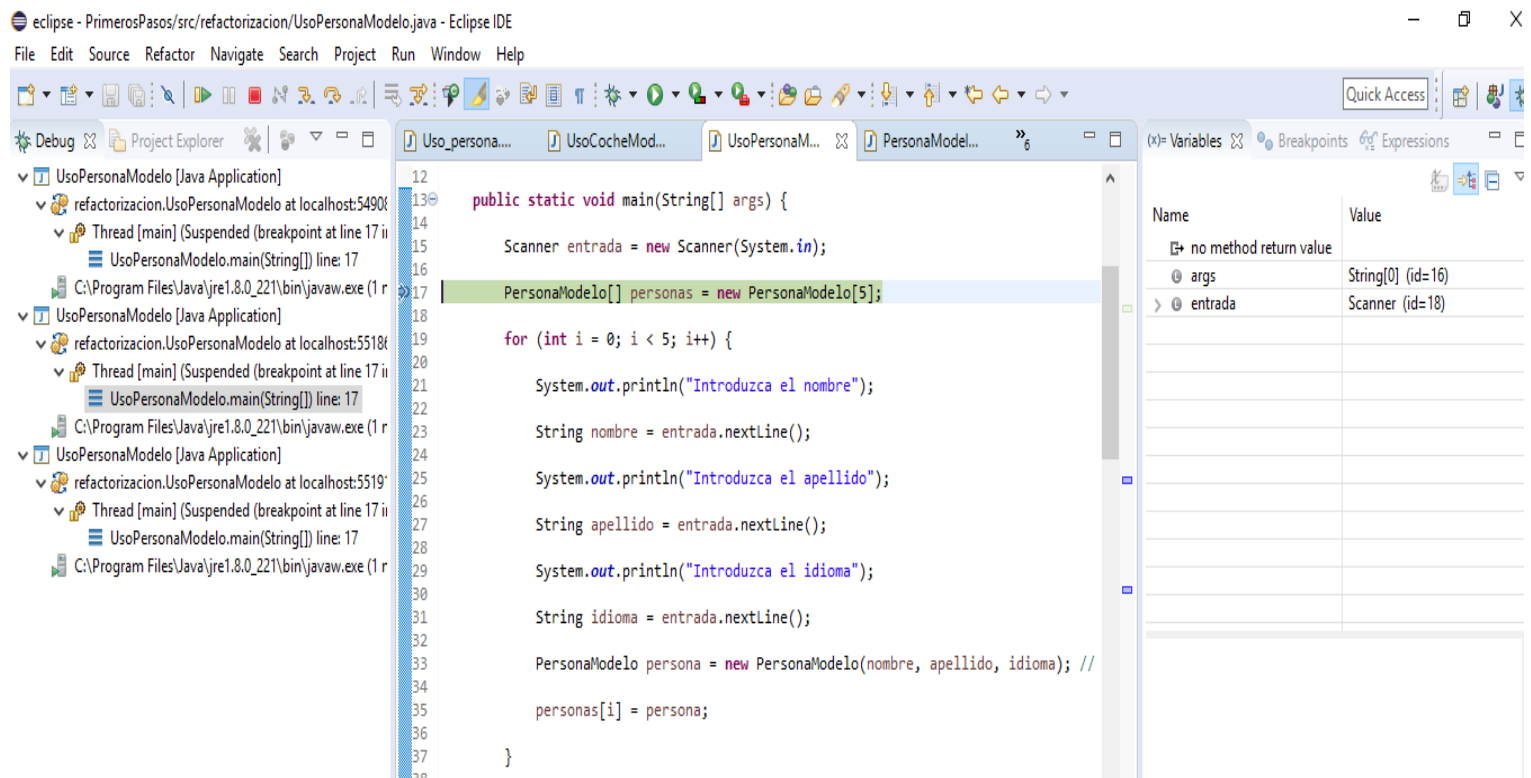 eclipse - PrimerosPasos/src/refactorizacion/UsoPersonaModelo.java - Eclipse IDE
File Edit Source Refactor Navigate Search Project Run Window Help
Quick Access
Debug Project Explorer
UsoPersonaModelo [Java Application]
refactorizacion.UsoPersonaModelo at localhost:54908
Thread [main] (Suspended (breakpoint at line 17 i
UsoPersonaModelo.main(String[]) line: 17
C:\Program Files\Java\jre1.8.0_221\bin\javaw.exe (1
UsoPersonaModelo [Java Application]
refactorizacion.UsoPersonaModelo at localhost:55186
Thread [main] (Suspended (breakpoint at line 17 i
UsoPersonaModelo.main(String[]) line: 17
C:\Program Files\Java\jre1.8.0_221\bin\javaw.exe (1
UsoPersonaModelo [Java Application]
refactorizacion.UsoPersonaModelo at localhost:5519
Thread [main] (Suspended (breakpoint at line 17 i
UsoPersonaModelo.main(String[]) line: 17
C:\Program Files\Java\jre1.8.0_221\bin\javaw.exe (1
Uso_persona.... UsoCocheMod... UsoPersonaM... PersonaModel... »6
12
13 public static void main(String[] args) {
14
15 Scanner entrada = new Scanner(System.in);
16
17 PersonaModelo[] personas = new PersonaModelo[5];
18
19 for (int i = 0; i < 5; i++) {
20
21 System.out.println("Introduzca el nombre");
22
23 String nombre = entrada.nextLine();
24
25 System.out.println("Introduzca el apellido");
26
27 String apellido = entrada.nextLine();
28
29 System.out.println("Introduzca el idioma");
30
31 String idioma = entrada.nextLine();
32
33 PersonaModelo persona = new PersonaModelo(nombre, apellido, idioma); //
34
35 personas[i] = persona;
36
37 }
38
(x)= Variables Breakpoints Expressions
Name Value
no method return value
args String[0] (id=16)
entrada Scanner (id=18)